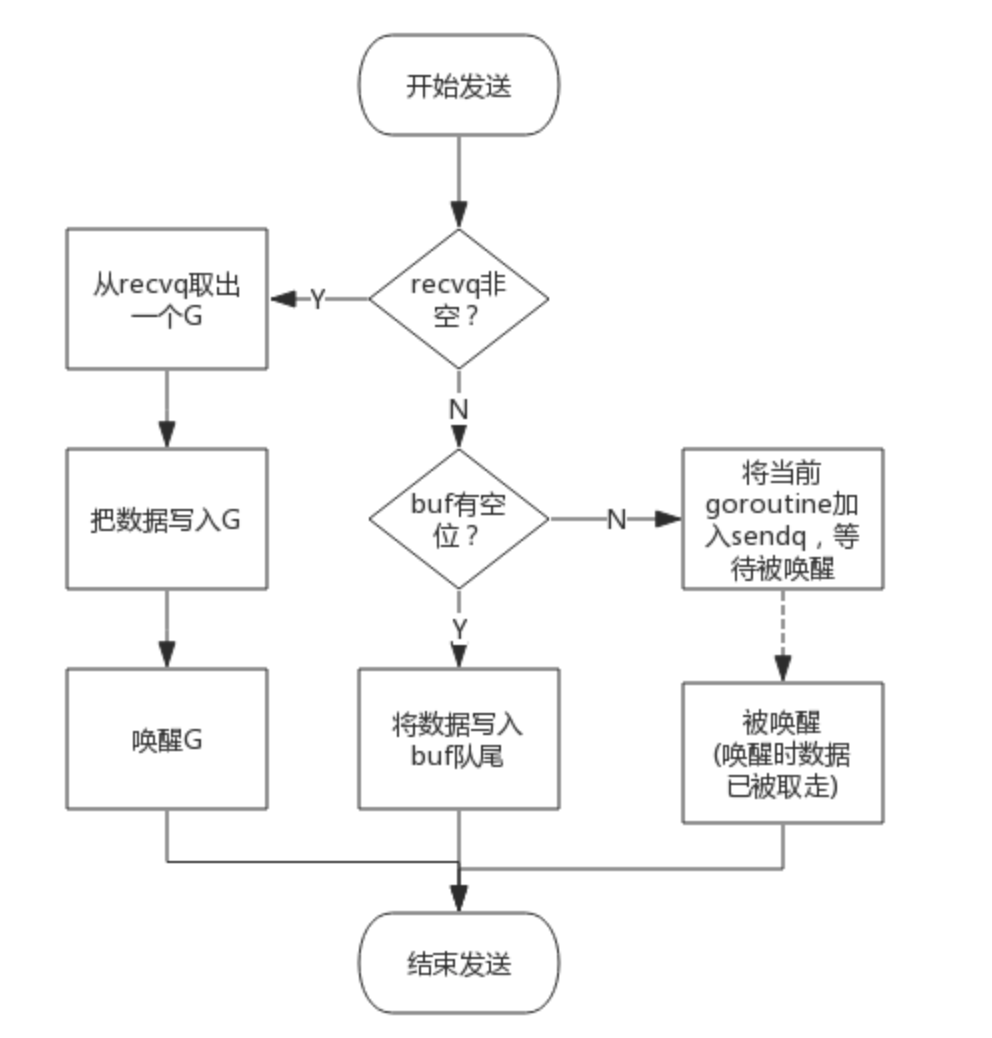 开始发送
从recvq取出
一个G
Y
recvq非
空？
N
把数据写入G
buf有空
位？
N
将当前
goroutine加
入sendq，等
待被唤醒
Y
唤醒G
将数据写入
buf队尾
被唤醒
(唤醒时数据
已被取走)
结束发送